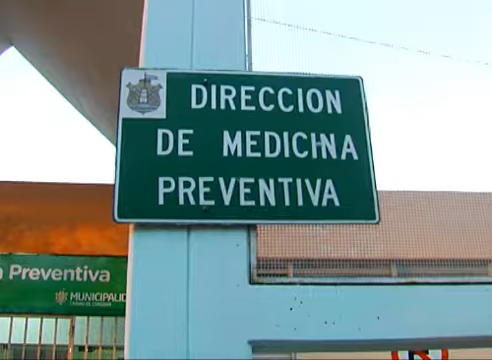 DIRECCION
DE MEDICINA
PREVENTIVA
Preventiva
MUNICIPALID